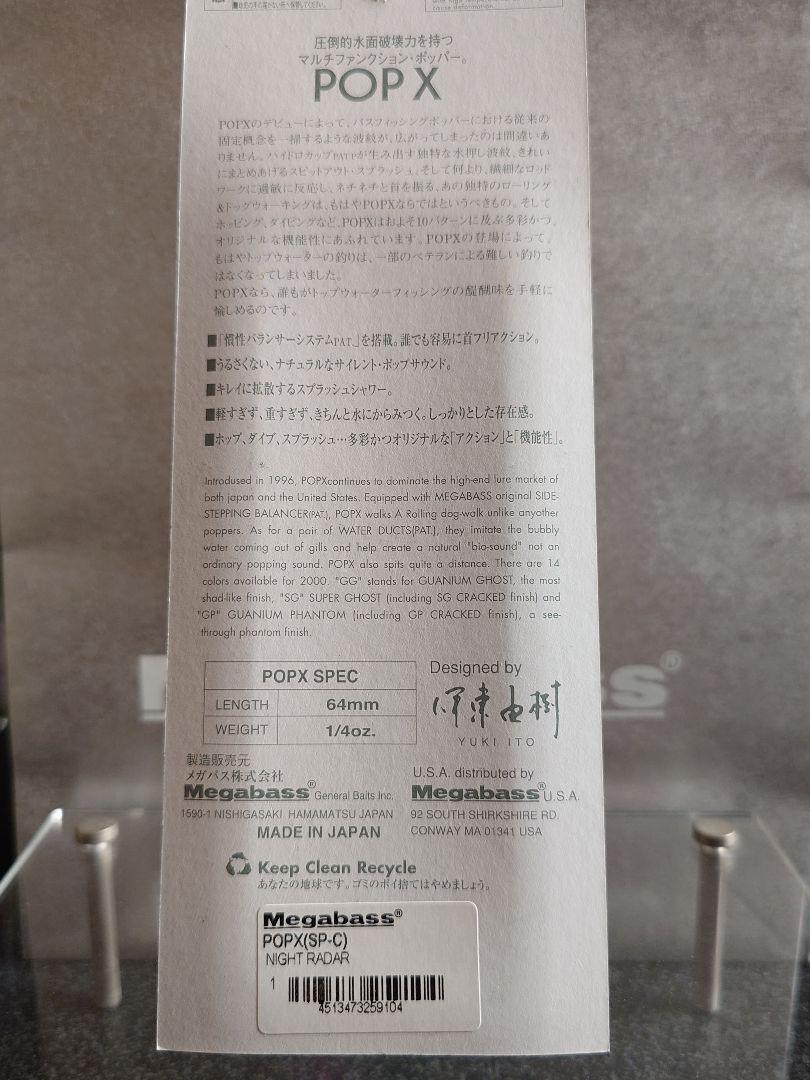 cause deformation.
圧倒的水面破壊力を持つ
マルチファンクション・ポッパー。
POP X
POPXのデビューによって、バスフィッシングポッパーにおける従来の
固定概念を一掃するような波紋が、広がってしまったのは間違いあ
りません。ハイドロカップPAT.Pが生み出す独特な水押し波紋、きれい
にまとめあげるスピットアウト・スプラッシュ、そして何より、繊細なロッド
ワークに過敏に反応し、ネチネチと首を振る、あの独特のローリング
&ドッグウォーキングは、もはやPOPXならではというべきもの。そして
ホッピング、ダイビングなど、POPXはおよそ10パターンに及ぶ多彩かつ、
オリジナルな機能性にあふれています。POPXの登場によって、
もはやトップウォーターの釣りは、一部のベテランによる難しい釣りで
はなくなってしまいました。
POPXなら、誰もがトップウォーターフィッシングの醍醐味を手軽に
愉しめるのです。
■「慣性バランサーシステムPAT.」を搭載。誰でも容易に首フリアクション。
■うるさくない、ナチュラルなサイレント・ポップサウンド。
■キレイに拡散するスプラッシュシャワー。
■軽すぎず、重すぎず、きちんと水にからみつく。しっかりとした存在感。
■ホップ、ダイブ、スプラッシュ…多彩かつオリジナルな「アクション」と「機能性」。
Introdused in 1996, POPXcontinues to dominate the high-end lure market of
both japan and the United States. Equipped with MEGABASS original SIDE-
STEPPING BALANCER(PAT.), POPX walks A Rolling dog-walk unlike anyother
poppers. As for a pair of WATER DUCTS(PAT.), they imitate the bubbly
water coming out of gills and help create a natural "bio-sound" not an
ordinary popping sound. POPX also spits quite a distance. There are 14
colors available for 2000. "GG" stands for GUANIUM GHOST, the most
shad-like finish, "SG" SUPER GHOST (including SG CRACKED finish) and
"GP" GUANIUM PHANTOM (including GP CRACKED finish), a see-
through phantom finish.
POPX SPEC
LENGTH 64mm
WEIGHT 1/4oz.
Designed by
伊東由樹
YUKI ITO
製造販売元
メガバス株式会社
Megabass® General Baits Inc.
1590-1 NISHIGASAKI HAMAMATSU JAPAN
MADE IN JAPAN
U.S.A. distributed by
Megabass® U.S.A.
92 SOUTH SHIRKSHIRE RD.
CONWAY MA 01341 USA
Keep Clean Recycle
あなたの地球です。ゴミのポイ捨てはやめましょう。
Megabass®
POPX(SP-C)
NIGHT RADAR
1
4513473259104